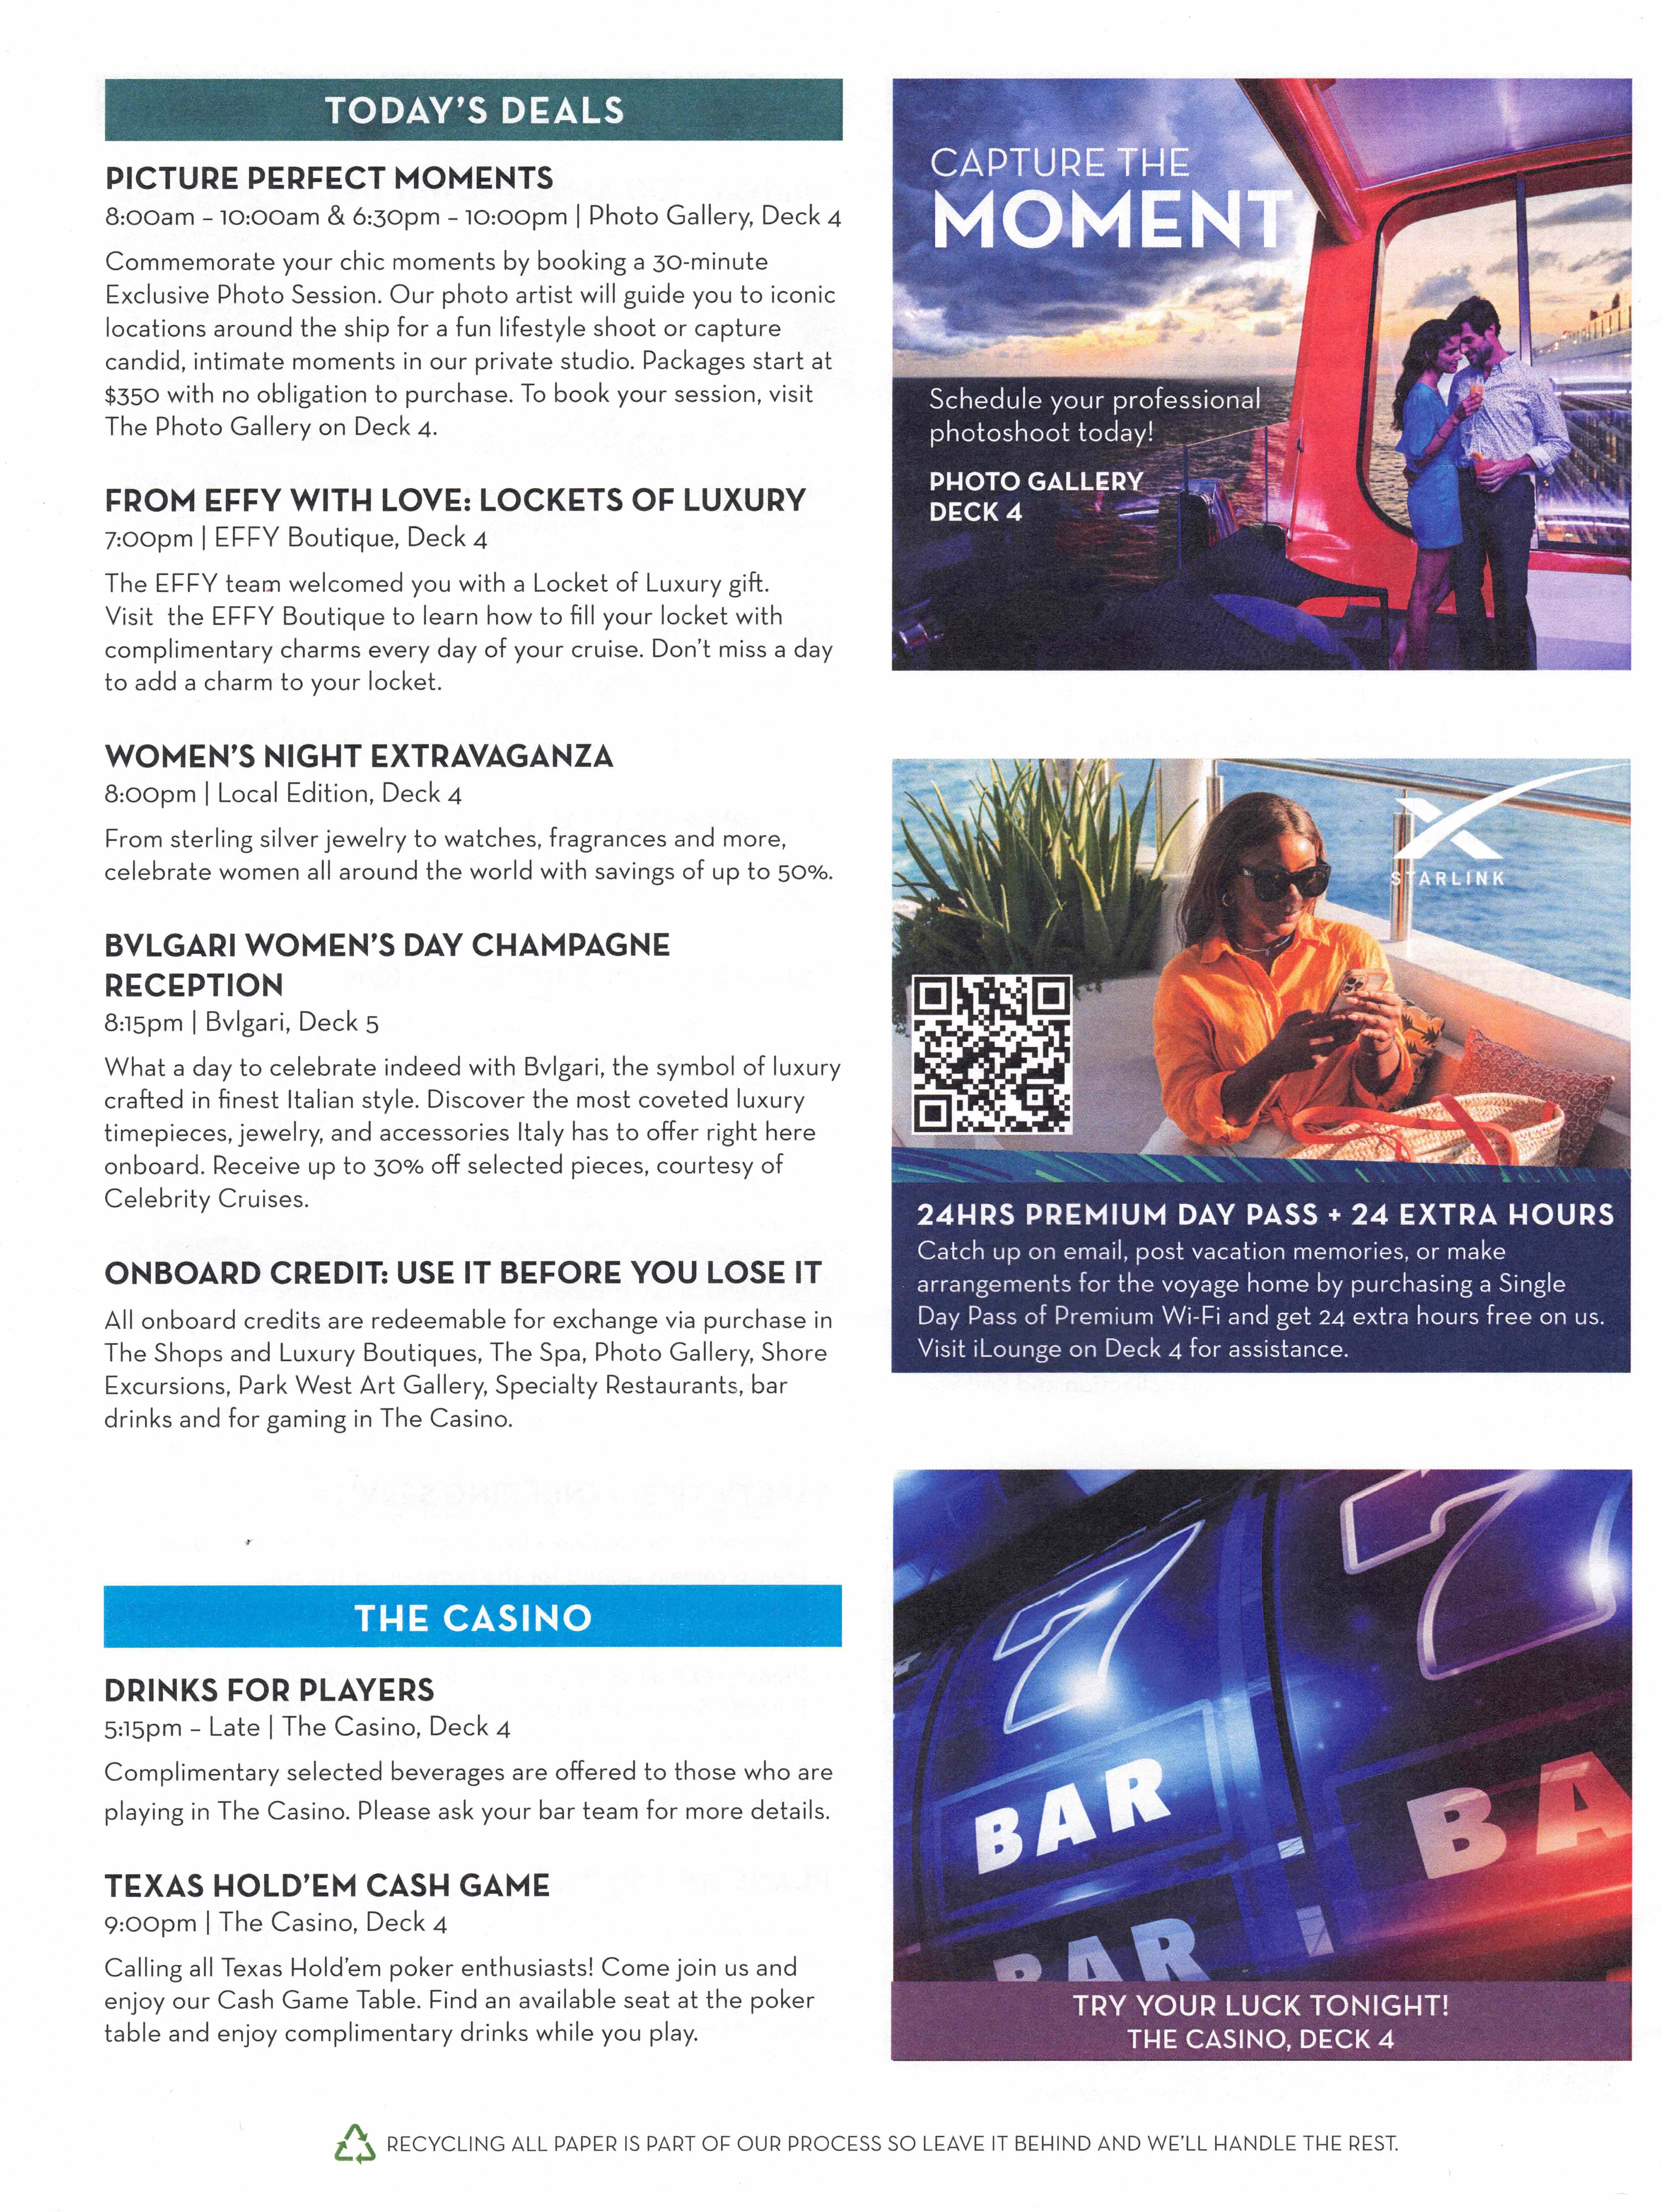 TODAY'S DEALS
PICTURE PERFECT MOMENTS
8:00am – 10:00am & 6:30pm – 10:00pm | Photo Gallery, Deck 4
Commemorate your chic moments by booking a 30-minute
Exclusive Photo Session. Our photo artist will guide you to iconic
locations around the ship for a fun lifestyle shoot or capture
candid, intimate moments in our private studio. Packages start at
$350 with no obligation to purchase. To book your session, visit
The Photo Gallery on Deck 4.
FROM EFFY WITH LOVE: LOCKETS OF LUXURY
7:00pm | EFFY Boutique, Deck 4
The EFFY team welcomed you with a Locket of Luxury gift.
Visit the EFFY Boutique to learn how to fill your locket with
complimentary charms every day of your cruise. Don't miss a day
to add a charm to your locket.
WOMEN'S NIGHT EXTRAVAGANZA
8:00pm | Local Edition, Deck 4
From sterling silver jewelry to watches, fragrances and more,
celebrate women all around the world with savings of up to 50%.
BVLGARI WOMEN'S DAY CHAMPAGNE
RECEPTION
8:15pm | Bvlgari, Deck 5
What a day to celebrate indeed with Bvlgari, the symbol of luxury
crafted in finest Italian style. Discover the most coveted luxury
timepieces, jewelry, and accessories Italy has to offer right here
onboard. Receive up to 30% off selected pieces, courtesy of
Celebrity Cruises.
ONBOARD CREDIT: USE IT BEFORE YOU LOSE IT
All onboard credits are redeemable for exchange via purchase in
The Shops and Luxury Boutiques, The Spa, Photo Gallery, Shore
Excursions, Park West Art Gallery, Specialty Restaurants, bar
drinks and for gaming in The Casino.
THE CASINO
DRINKS FOR PLAYERS
5:15pm – Late | The Casino, Deck 4
Complimentary selected beverages are offered to those who are
playing in The Casino. Please ask your bar team for more details.
TEXAS HOLD'EM CASH GAME
9:00pm | The Casino, Deck 4
Calling all Texas Hold'em poker enthusiasts! Come join us and
enjoy our Cash Game Table. Find an available seat at the poker
table and enjoy complimentary drinks while you play.
CAPTURE THE
MOMENT
Schedule your professional
photoshoot today!
PHOTO GALLERY
DECK 4
STARLINK
24HRS PREMIUM DAY PASS + 24 EXTRA HOURS
Catch up on email, post vacation memories, or make
arrangements for the voyage home by purchasing a Single
Day Pass of Premium Wi-Fi and get 24 extra hours free on us.
Visit iLounge on Deck 4 for assistance.
7 7
BAR BA
BAR
TRY YOUR LUCK TONIGHT!
THE CASINO, DECK 4
RECYCLING ALL PAPER IS PART OF OUR PROCESS SO LEAVE IT BEHIND AND WE'LL HANDLE THE REST.